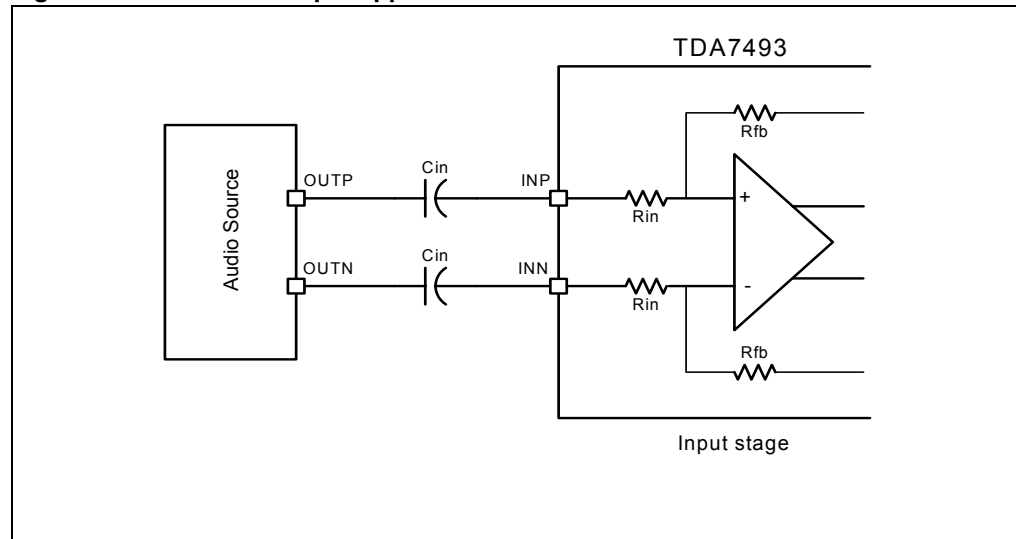 TDA7493
Rfb
Audio Source
OUTP
Cin
INP
Rin
+
OUTN
Cin
INN
Rin
-
Rfb
Input stage